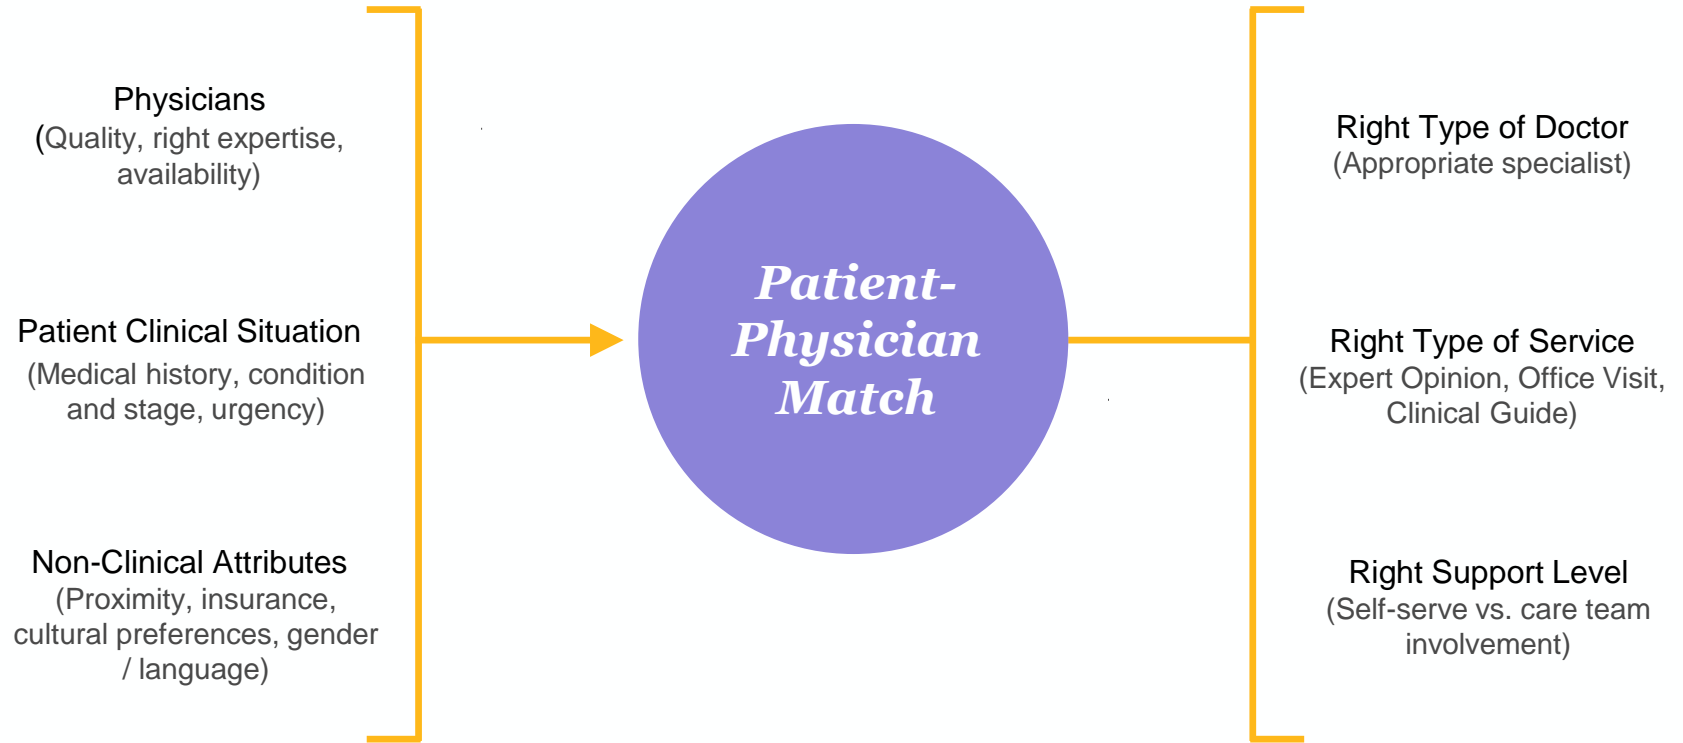 Physicians
(Quality, right expertise,
availability)
Patient Clinical Situation
(Medical history, condition
and stage, urgency)
Non-Clinical Attributes
(Proximity, insurance,
cultural preferences, gender
/ language)
Patient-
Physician
Match
Right Type of Doctor
(Appropriate specialist)
Right Type of Service
(Expert Opinion, Office Visit,
Clinical Guide)
Right Support Level
(Self-serve vs. care team
involvement)